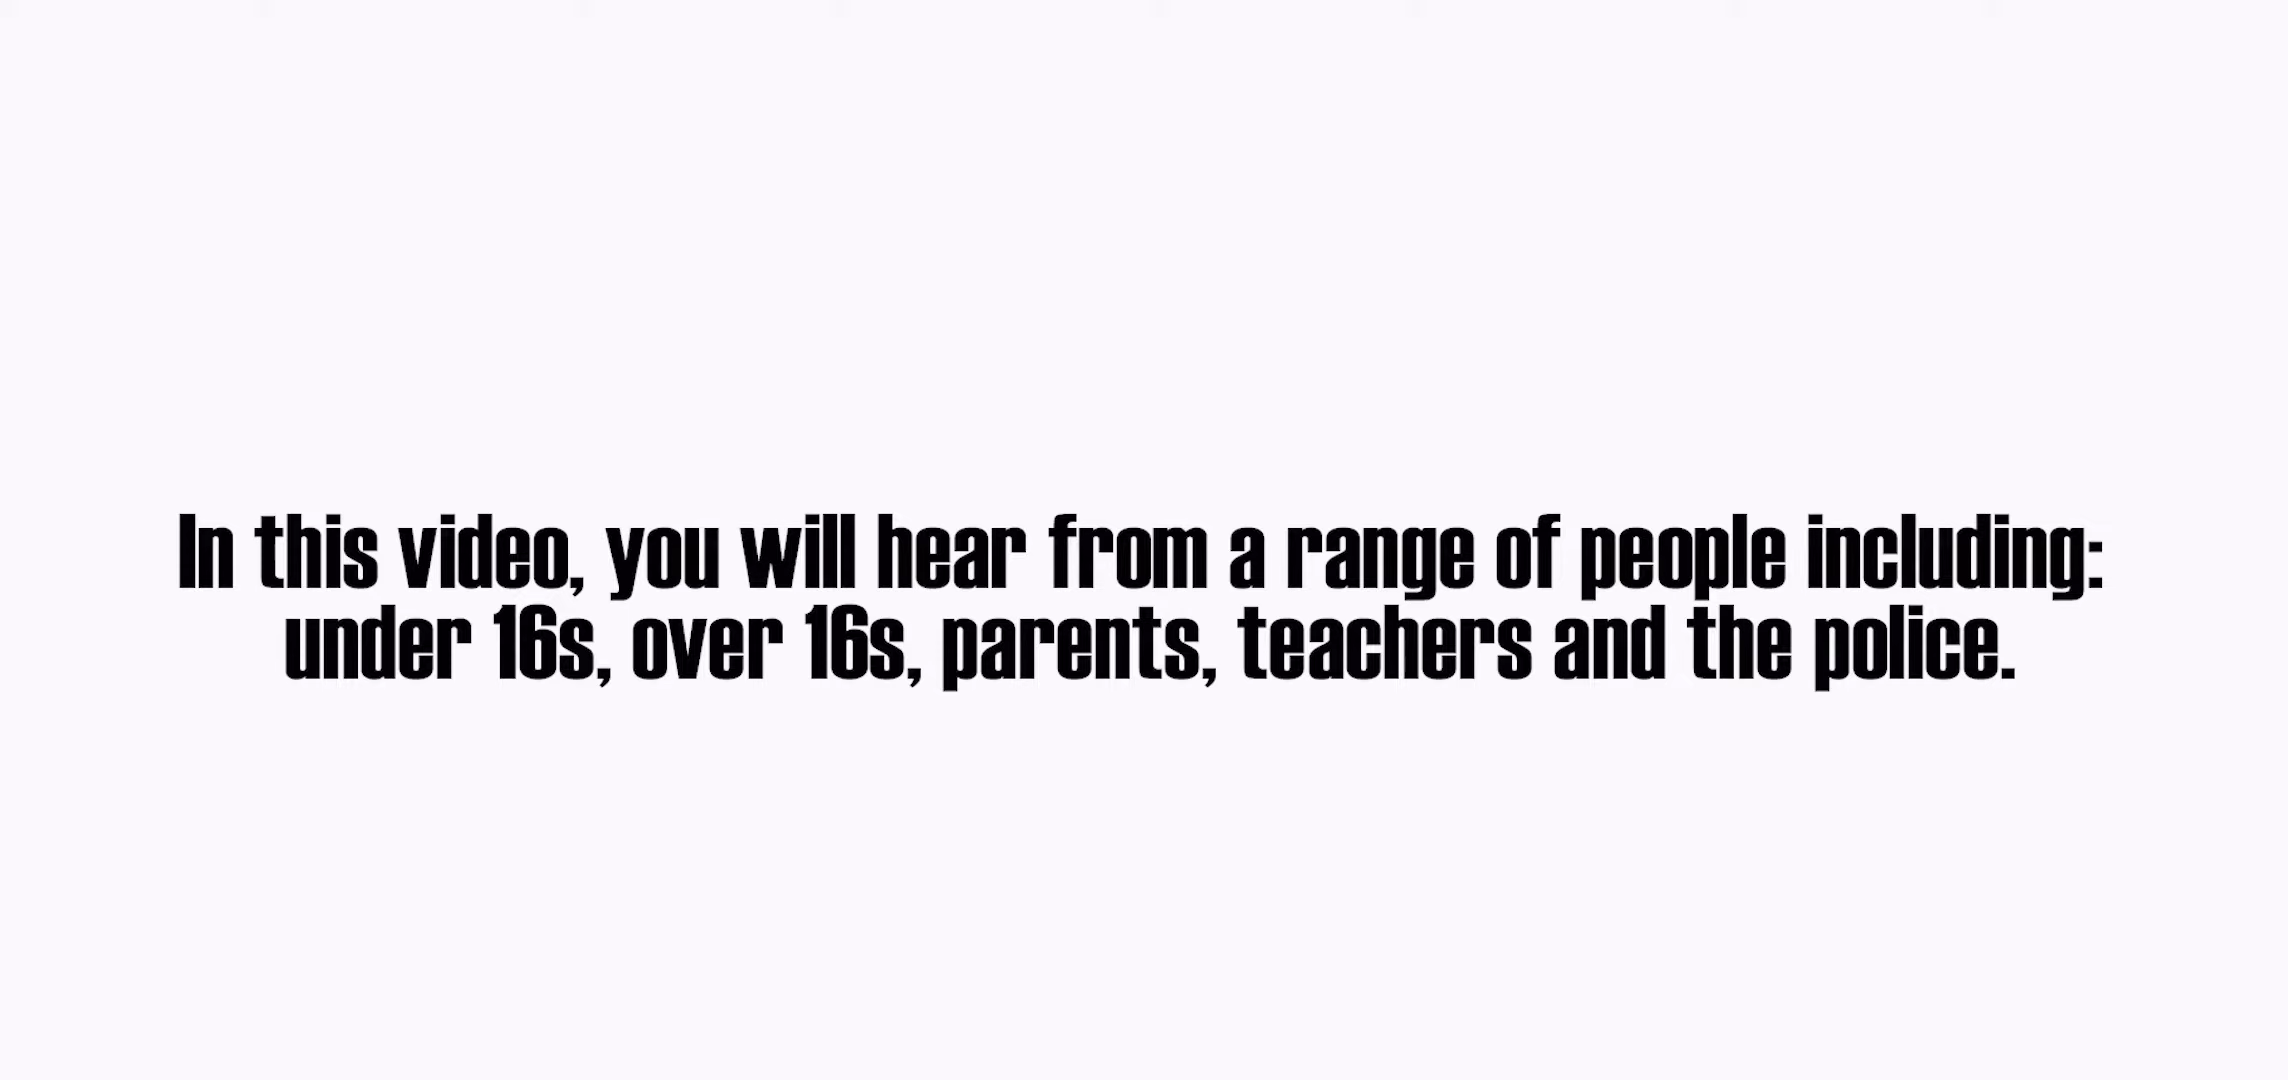 In this video, you will hear from a range of people including:
under 16s, over 16s, parents, teachers and the police.